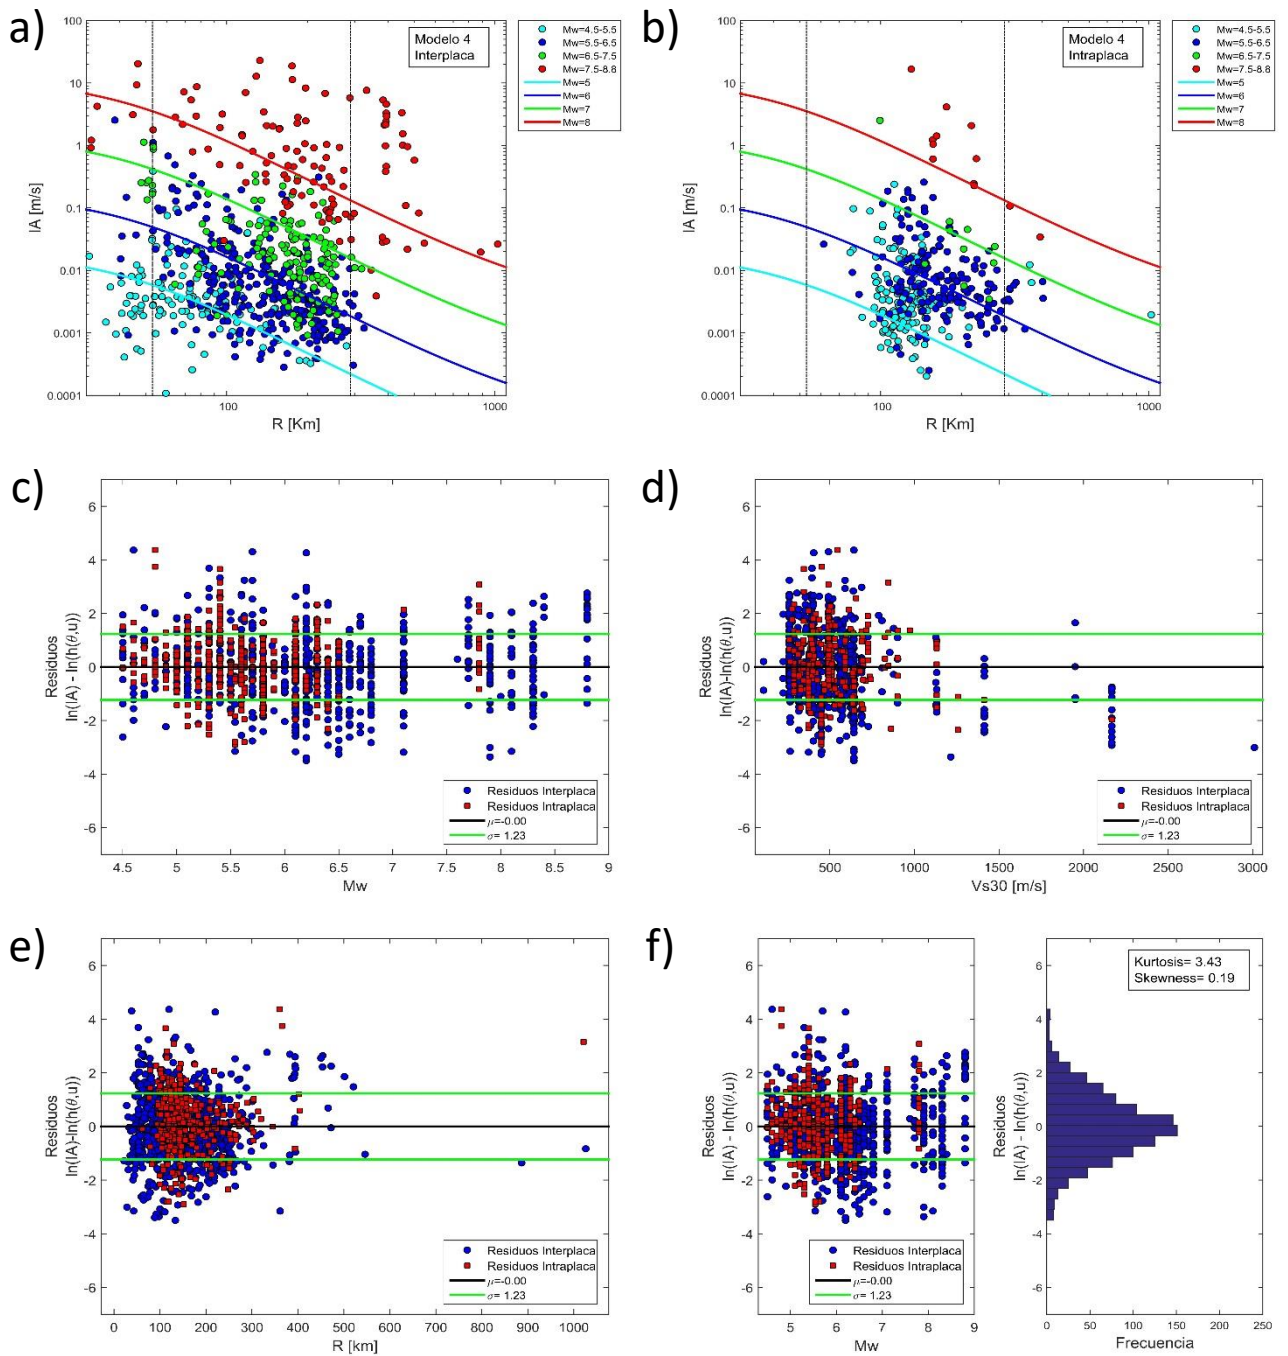 a)
Modelo 4
Interplaca
Mw=4.5-5.5
Mw=5.5-6.5
Mw=6.5-7.5
Mw=7.5-8.8
Mw=5
Mw=6
Mw=7
Mw=8
100
10
1
0.1
0.01
0.001
0.0001
IA [m/s]
100
1000
R [Km]
b)
Modelo 4
Intraplaca
Mw=4.5-5.5
Mw=5.5-6.5
Mw=6.5-7.5
Mw=7.5-8.8
Mw=5
Mw=6
Mw=7
Mw=8
100
10
1
0.1
0.01
0.001
0.0001
IA [m/s]
100
1000
R [Km]
c)
6
4
2
0
-2
-4
-6
Residuos
ln(IA) - ln(h(θ,u))
Residuos Interplaca
Residuos Intraplaca
μ=-0.00
σ= 1.23
4.5 5 5.5 6 6.5 7 7.5 8 8.5 9
Mw
d)
6
4
2
0
-2
-4
-6
Residuos
ln(IA)-ln(h(θ,u))
Residuos Interplaca
Residuos Intraplaca
μ=-0.00
σ= 1.23
500 1000 1500 2000 2500 3000
Vs30 [m/s]
e)
6
4
2
0
-2
-4
-6
Residuos
ln(IA)-ln(h(θ,u))
Residuos Interplaca
Residuos Intraplaca
μ=-0.00
σ= 1.23
0 100 200 300 400 500 600 700 800 900 1000
R [km]
f)
6
4
2
0
-2
-4
-6
Residuos
ln(IA) - ln(h(θ,u))
Residuos Interplaca
Residuos Intraplaca
μ=-0.00
σ= 1.23
5 6 7 8 9
Mw
Kurtosis= 3.43
Skewness= 0.19
6
4
2
0
-2
-4
-6
Residuos
ln(IA) - ln(h(θ,u))
0 50 100 150 200 250
Frecuencia